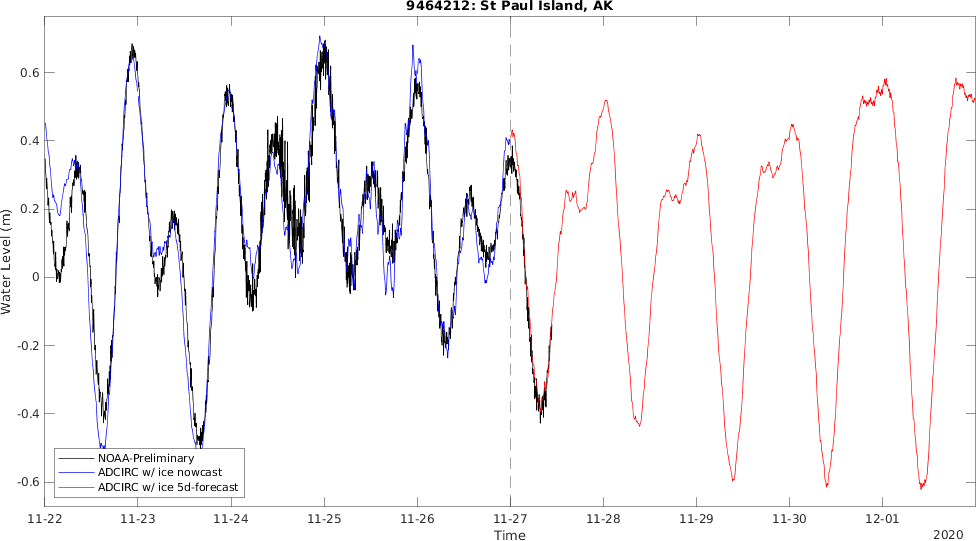 9464212: St Paul Island, AK
Water Level (m)
0.6
0.4
0.2
0
-0.2
-0.4
-0.6
NOAA-Preliminary
ADCIRC w/ ice nowcast
ADCIRC w/ ice 5d-forecast
11-22 11-23 11-24 11-25 11-26 11-27 11-28 11-29 11-30 12-01
Time
2020